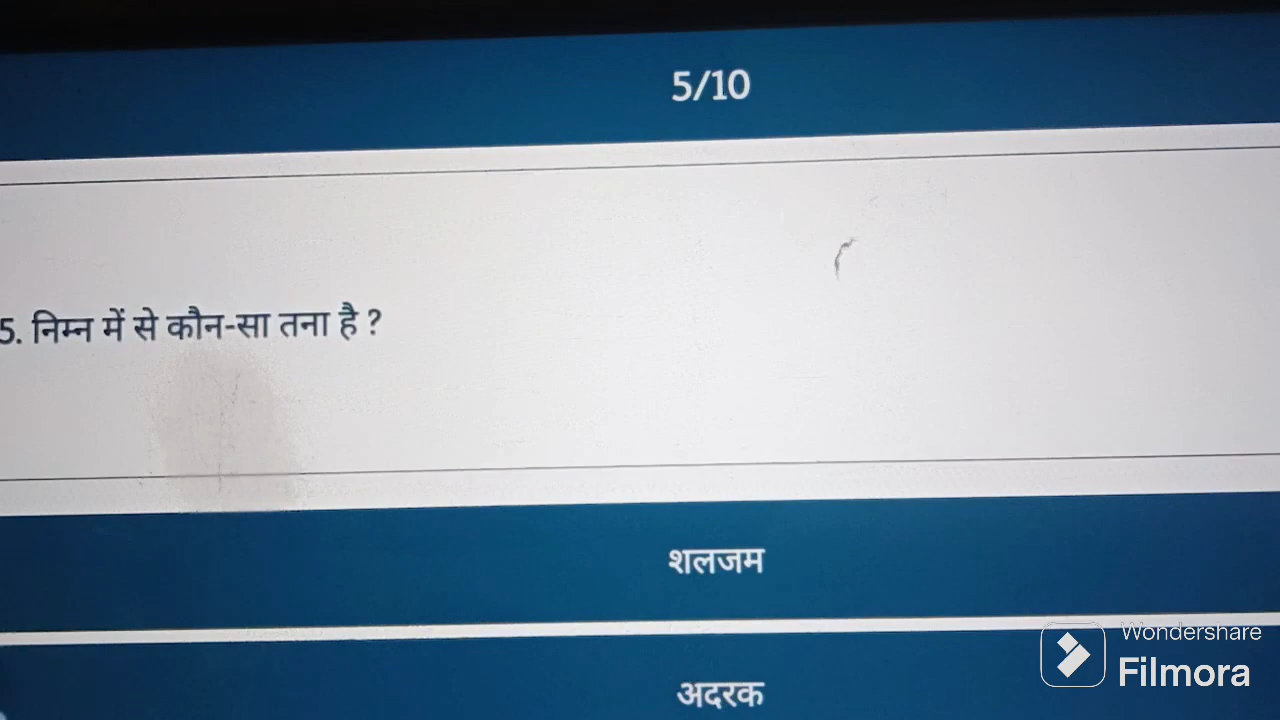 5/10
5. निम्न में से कौन-सा तना है ?
शलजम
अदरक
Wondershare
Filmora